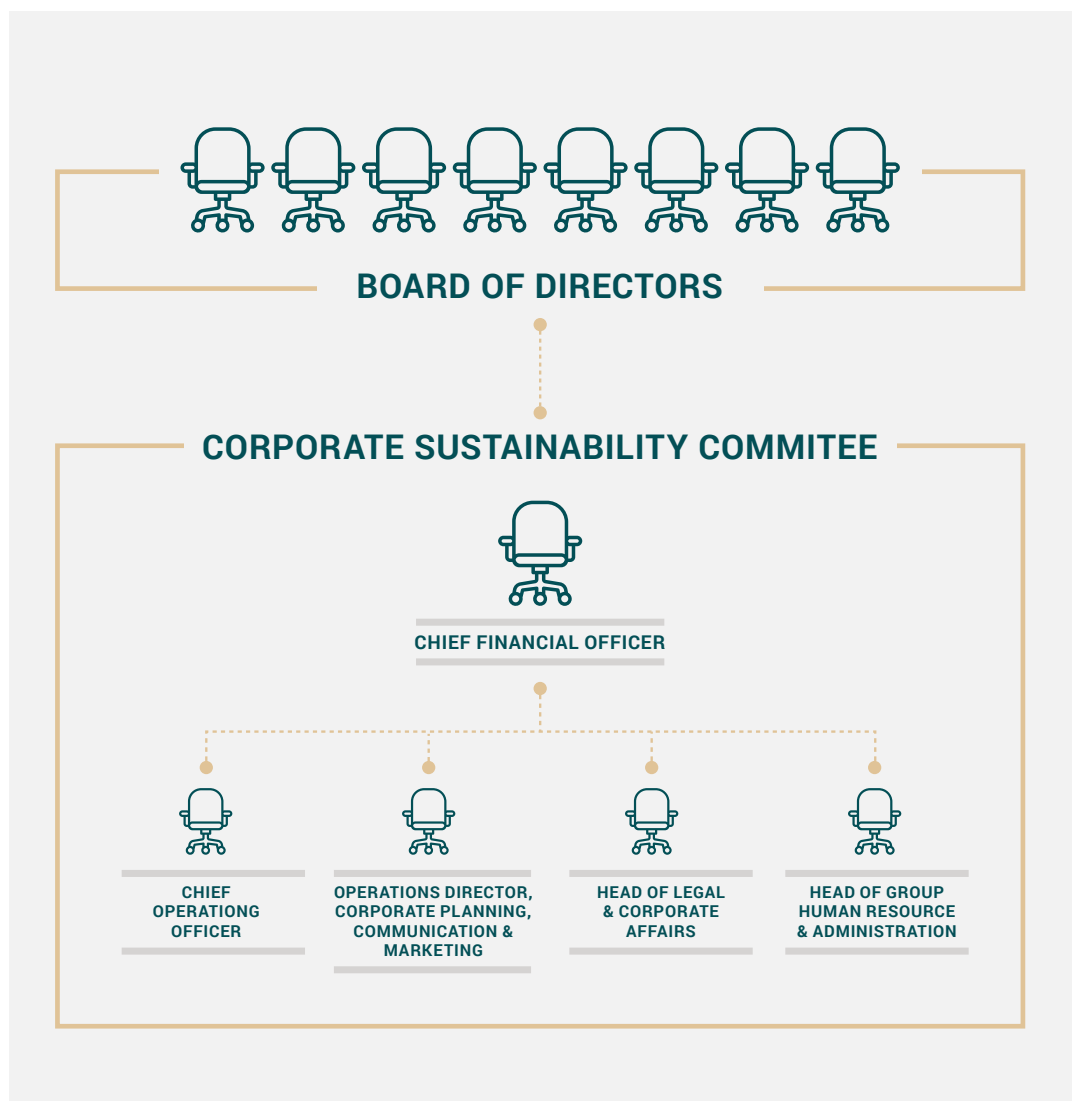 BOARD OF DIRECTORS
CORPORATE SUSTAINABILITY COMMITEE
CHIEF FINANCIAL OFFICER
CHIEF
OPERATIONG
OFFICER
OPERATIONS DIRECTOR,
CORPORATE PLANNING,
COMMUNICATION &
MARKETING
HEAD OF LEGAL
& CORPORATE
AFFAIRS
HEAD OF GROUP
HUMAN RESOURCE
& ADMINISTRATION